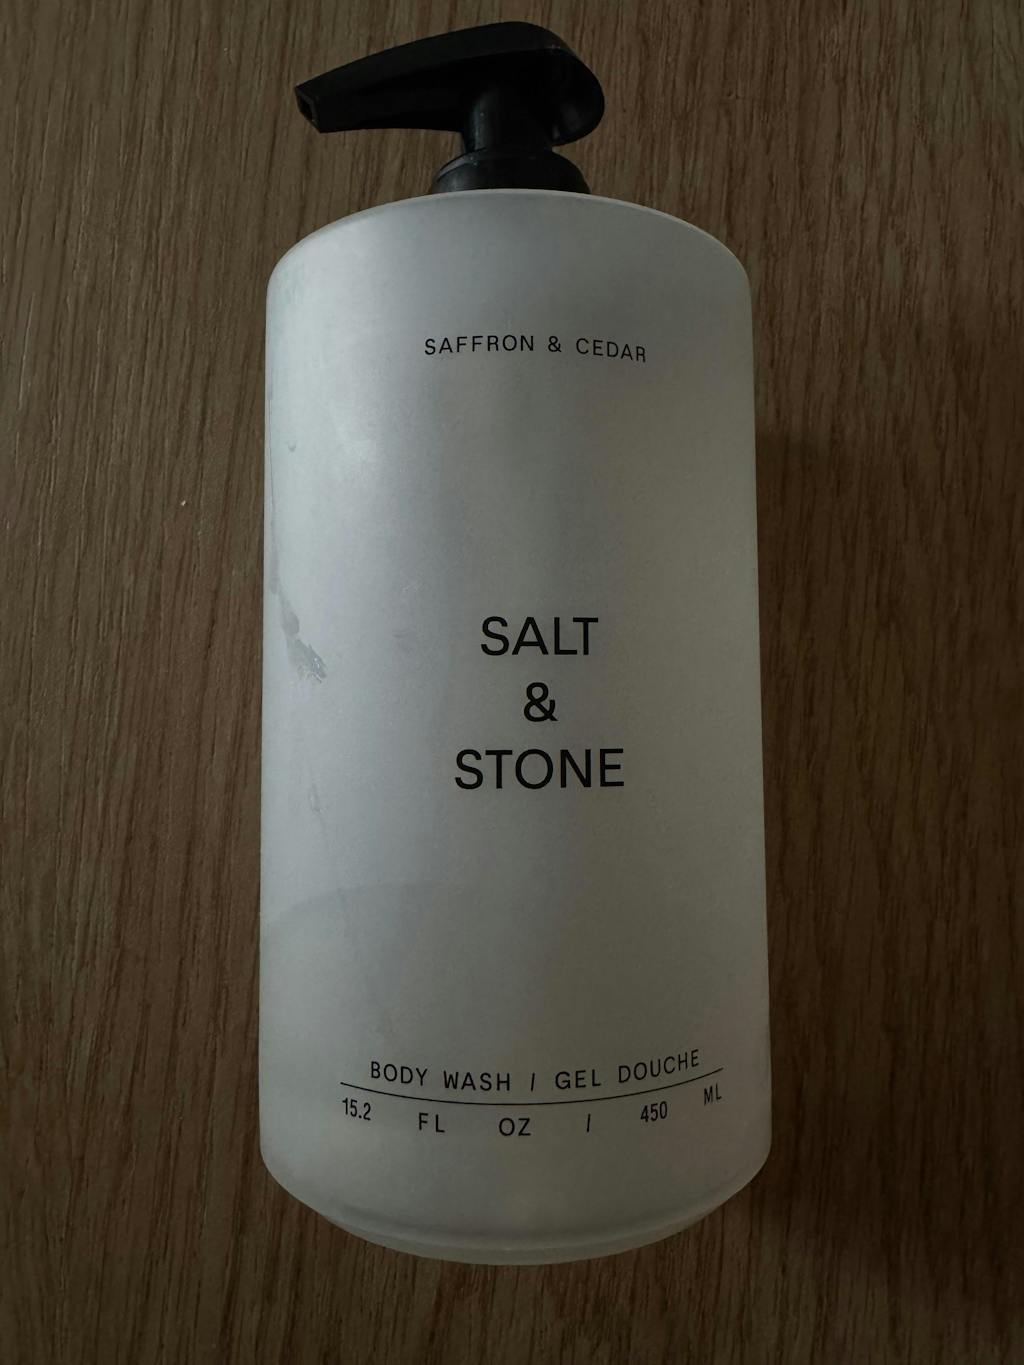 SAFFRON & CEDAR
SALT
&
STONE
BODY WASH / GEL DOUCHE
15.2 FL OZ / 450 ML